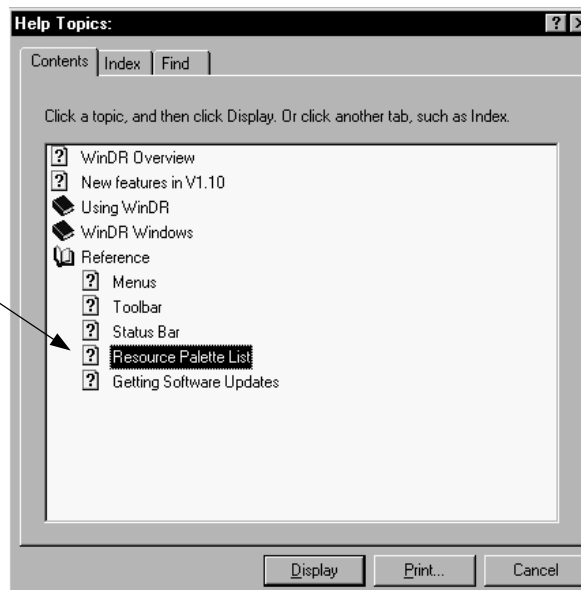 Help Topics:
Contents Index Find
Click a topic, and then click Display. Or click another tab, such as Index.
WinDR Overview
New features in V1.10
Using WinDR
WinDR Windows
Reference
Menus
Toolbar
Status Bar
Resource Palette List
Getting Software Updates
Display Print... Cancel